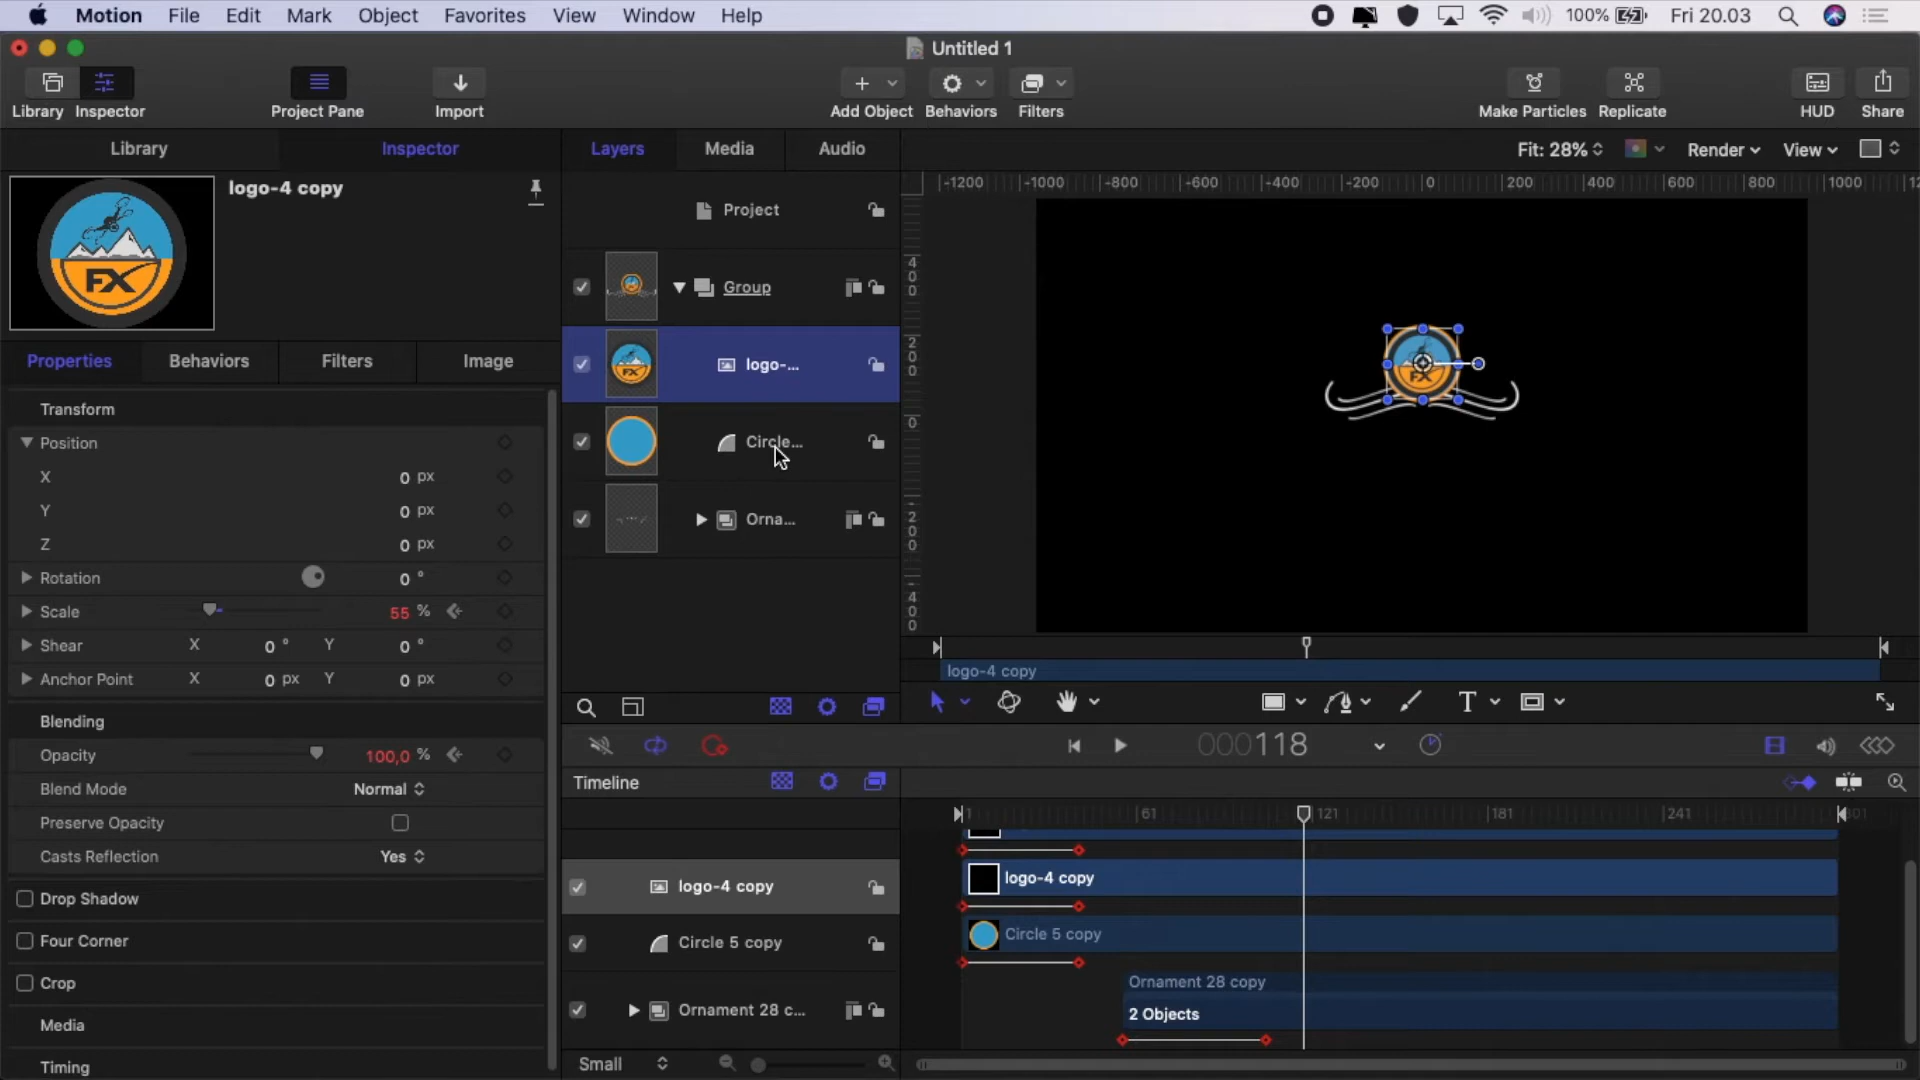 Motion File Edit Mark Object Favorites View Window Help 100% Fri 20.03
Untitled 1
Library Inspector Project Pane Import Add Object Behaviors Filters Make Particles Replicate HUD Share
Library Inspector Layers Media Audio Fit: 28% Render View
-1200 -1000 -800 -600 -400 -200 0 200 400 600 800 1000
logo-4 copy
FX
Project
Group
logo-...
Circle...
Orna...
Properties Behaviors Filters Image
Transform
Position
X 0 px
Y 0 px
Z 0 px
Rotation 0 °
Scale 55 %
Shear X 0 ° Y 0 °
Anchor Point X 0 px Y 0 px
Blending
Opacity 100,0 %
Blend Mode Normal
Preserve Opacity
Casts Reflection Yes
Drop Shadow
Four Corner
Crop
Media
Timing
400
200
0
-200
-400
FX
logo-4 copy
T
000118
Timeline
1 61 121 181 241 301
logo-4 copy logo-4 copy
Circle 5 copy Circle 5 copy
Ornament 28 copy
Ornament 28 c... 2 Objects
Small